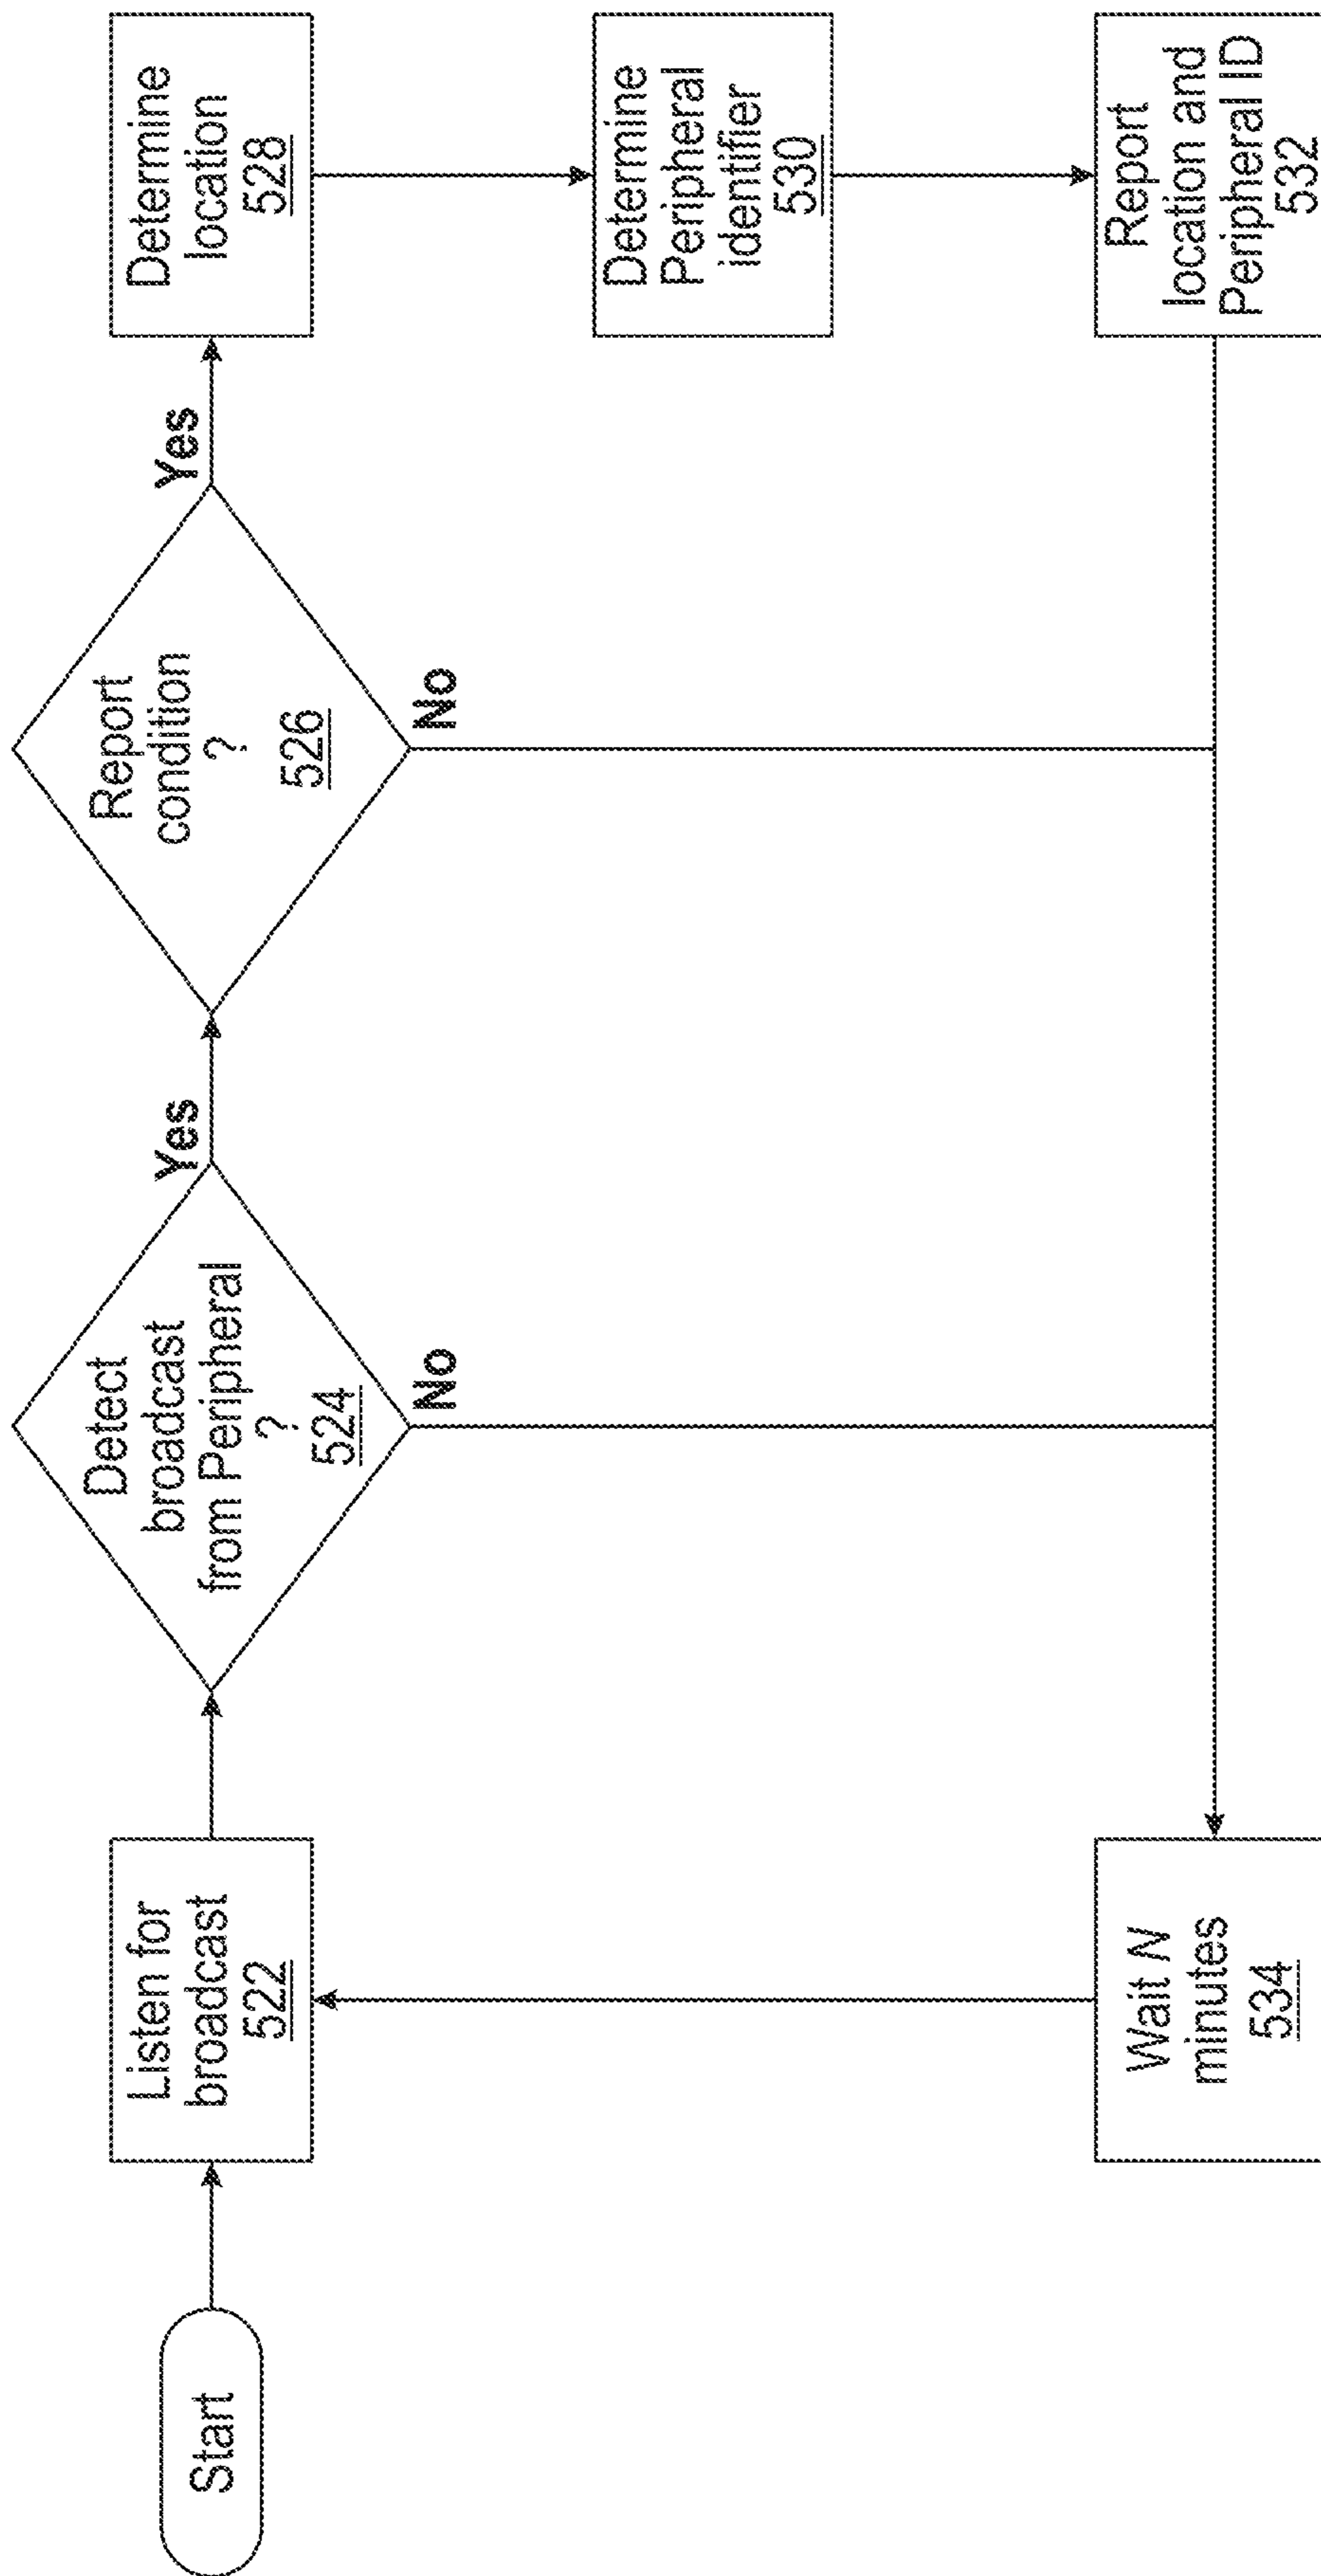 Start
Listen for
broadcast
522
Detect
broadcast
from Peripheral
?
524
Yes
No
Report
condition
?
526
Yes
No
Determine
location
528
Determine
Peripheral
identifier
530
Report
location and
Peripheral ID
532
Wait N
minutes
534